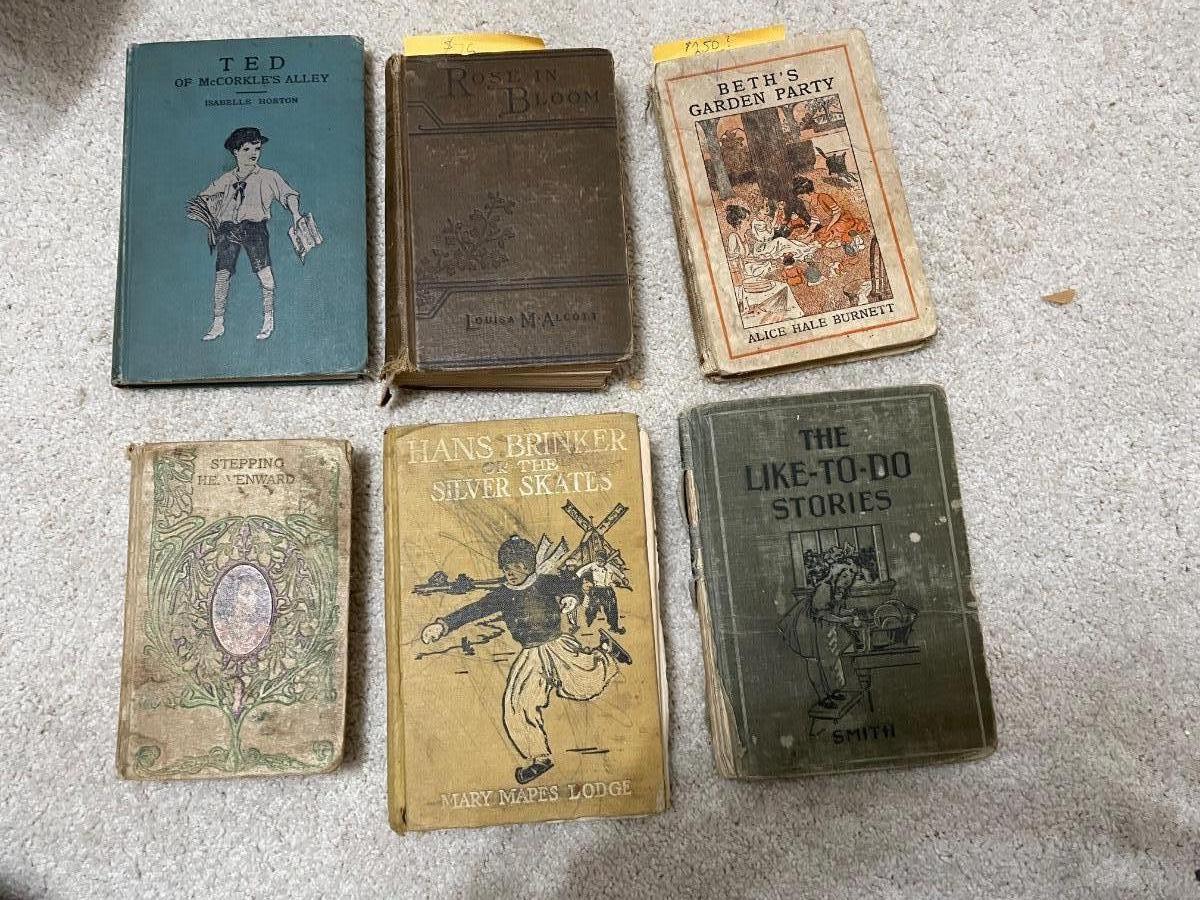 TED
OF McCORKLE'S ALLEY
ISABELLE HORTON
ROSE IN
BLOOM
LOUISA M. ALCOTT
$250
BETH'S
GARDEN PARTY
ALICE HALE BURNETT
STEPPING
HEAVENWARD
HANS BRINKER
OR THE
SILVER SKATES
MARY MAPES LODGE
THE
LIKE-TO-DO
STORIES
SMITH